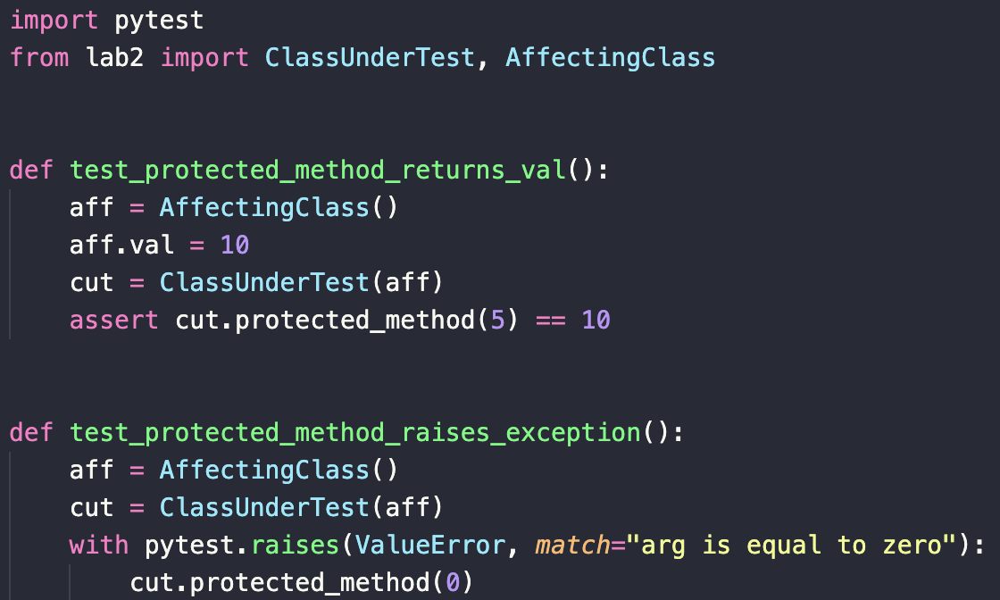 import pytest
from lab2 import ClassUnderTest, AffectingClass
def test_protected_method_returns_val():
    aff = AffectingClass()
    aff.val = 10
    cut = ClassUnderTest(aff)
    assert cut.protected_method(5) == 10
def test_protected_method_raises_exception():
    aff = AffectingClass()
    cut = ClassUnderTest(aff)
    with pytest.raises(ValueError, match="arg is equal to zero"):
        cut.protected_method(0)